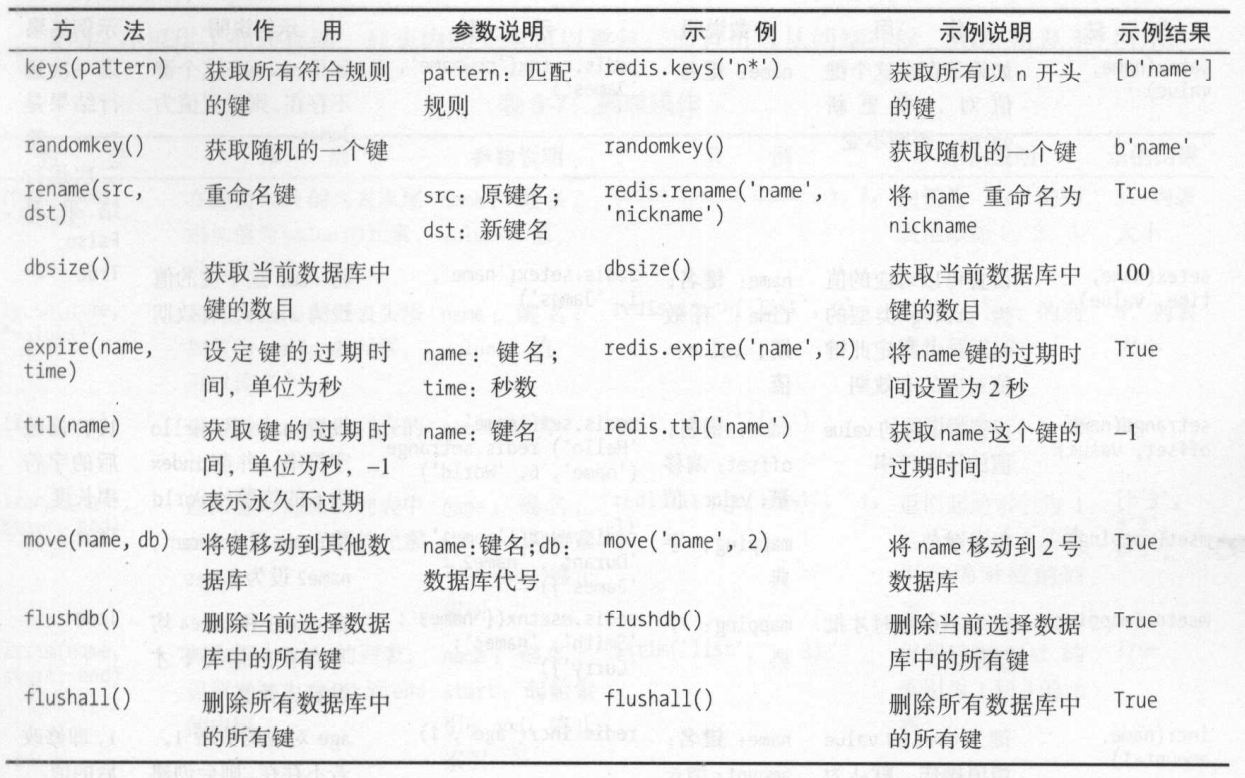 方 法 作 用 参数说明 示 例 示例说明 示例结果
keys(pattern) 获取所有符合规则 pattern：匹配 redis.keys('n*') 获取所有以 n 开头 [b'name']
的键 规则 的键
randomkey() 获取随机的一个键 randomkey() 获取随机的一个键 b'name'
rename(src, 重命名键 src：原键名； redis.rename('name', 将 name 重命名为 True
dst) dst：新键名 'nickname') nickname
dbsize() 获取当前数据库中 dbsize() 获取当前数据库中 100
键的数目 键的数目
expire(name, 设定键的过期时 name：键名； redis.expire('name', 2) 将 name 键的过期时 True
time) 间，单位为秒 time：秒数 间设置为 2 秒
ttl(name) 获取键的过期时 name：键名 redis.ttl('name') 获取 name 这个键的 -1
间，单位为秒，-1 过期时间
表示永久不过期
move(name, db) 将键移动到其他数 name:键名;db: move('name', 2) 将 name 移动到 2 号 True
据库 数据库代号 数据库
flushdb() 删除当前选择数据 flushdb() 删除当前选择数据 True
库中的所有键 库中的所有键
flushall() 删除所有数据库中 flushall() 删除所有数据库中 True
的所有键 的所有键